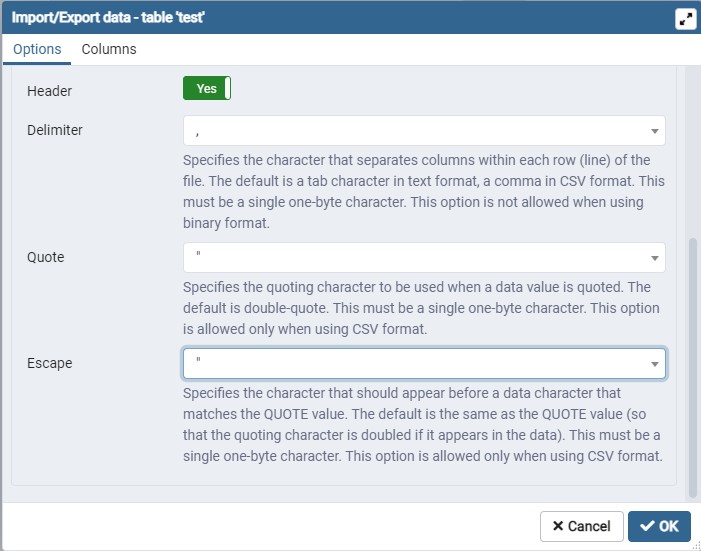 Import/Export data - table 'test'
Options Columns
Header Yes
Delimiter ,
Specifies the character that separates columns within each row (line) of the
file. The default is a tab character in text format, a comma in CSV format. This
must be a single one-byte character. This option is not allowed when using
binary format.
Quote "
Specifies the quoting character to be used when a data value is quoted. The
default is double-quote. This must be a single one-byte character. This option
is allowed only when using CSV format.
Escape "
Specifies the character that should appear before a data character that
matches the QUOTE value. The default is the same as the QUOTE value (so
that the quoting character is doubled if it appears in the data). This must be a
single one-byte character. This option is allowed only when using CSV format.
Cancel OK